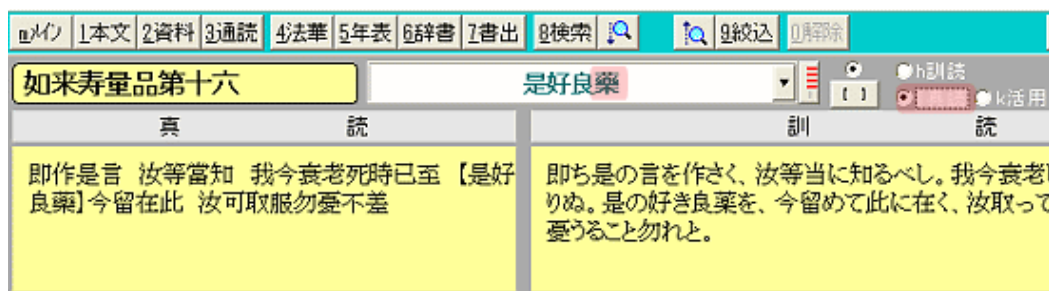 mメイン 1本文 2資料 3通読 4法華 5年表 6辞書 7書出 8検索 9絞込 0解除
如来寿量品第十六 是好良藥 h訓読
[ ] k活用
真 読 訓 読
即作是言 汝等當知 我今衰老死時已至 【是好
良藥】今留在此 汝可取服勿憂不差
即ち是の言を作さく、汝等当に知るべし。我今衰老
りぬ。是の好き良薬を、今留めて此に在く、汝取って
憂うること勿れと。